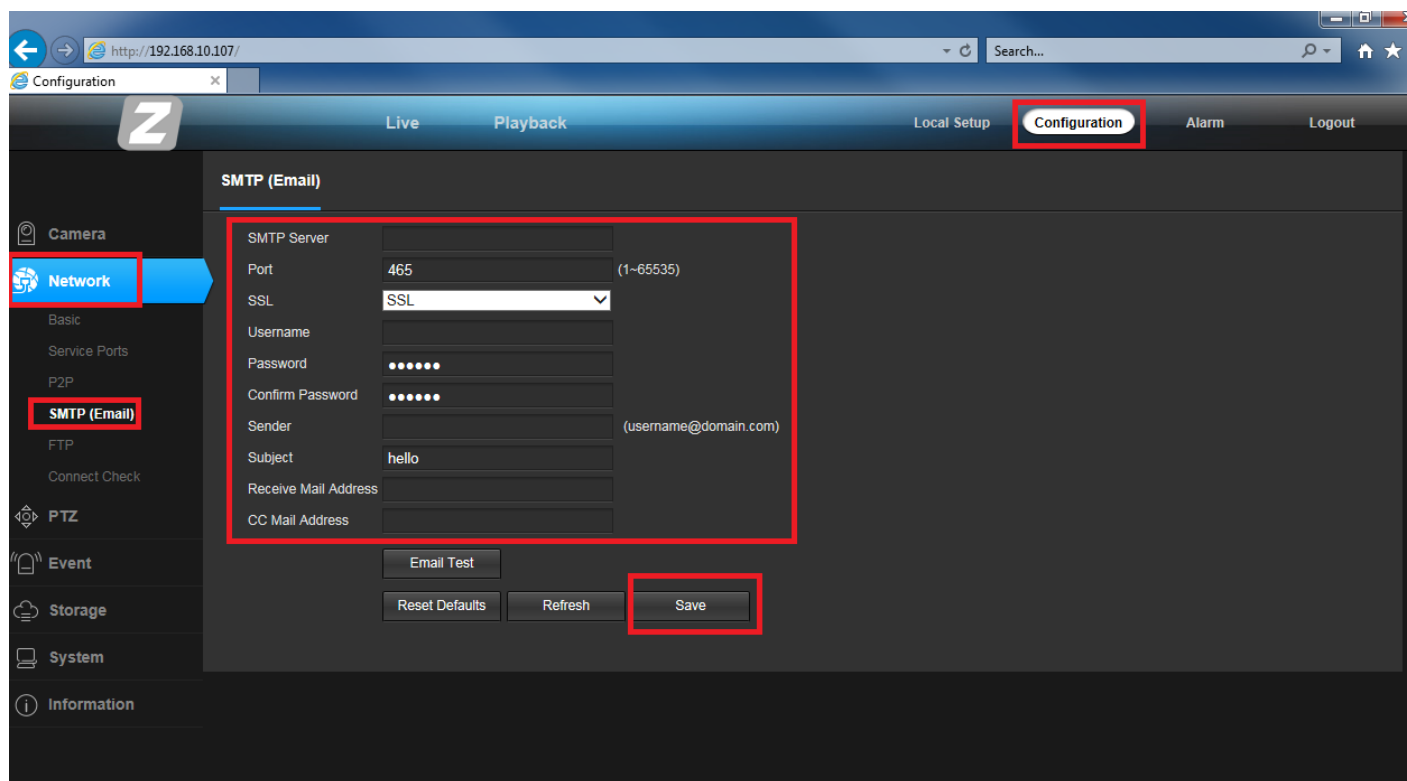 http://192.168.10.107/
Search...
Configuration
Z
Live Playback Local Setup Configuration Alarm Logout
SMTP (Email)
Camera
Network
Basic
Service Ports
P2P
SMTP (Email)
FTP
Connect Check
PTZ
Event
Storage
System
Information
SMTP Server
Port 465 (1~65535)
SSL SSL
Username
Password ●●●●●●
Confirm Password ●●●●●●
Sender (username@domain.com)
Subject hello
Receive Mail Address
CC Mail Address
Email Test
Reset Defaults Refresh Save